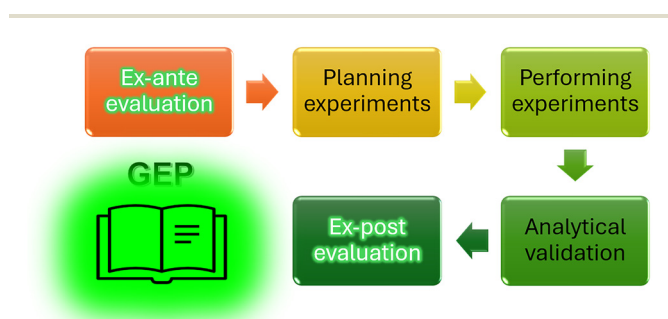 Ex-ante
evaluation
Planning
experiments
Performing
experiments
GEP
Ex-post
evaluation
Analytical
validation